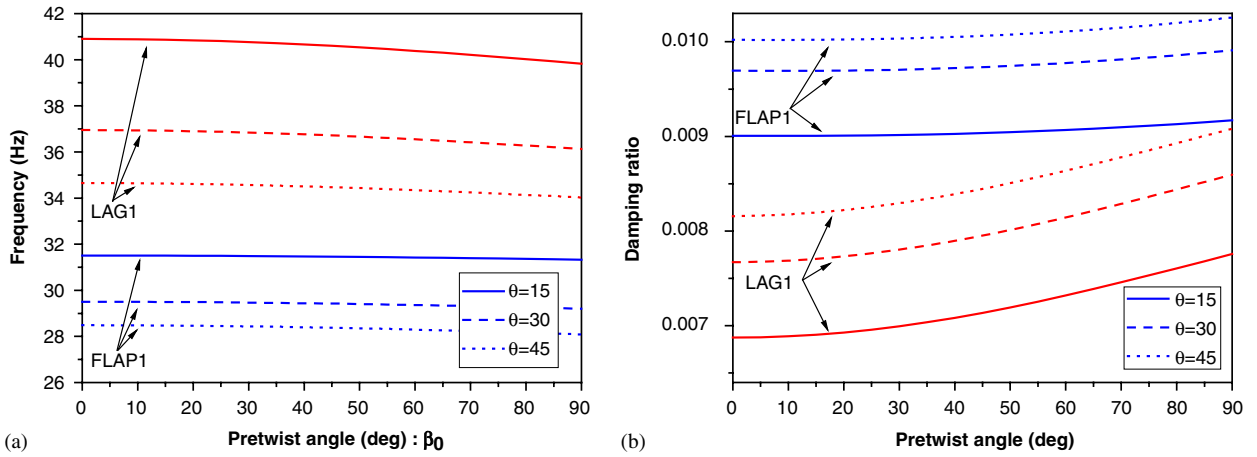 42
40
38
36
34
32
30
28
26
Frequency (Hz)
LAG1
FLAP1
θ=15
θ=30
θ=45
0 10 20 30 40 50 60 70 80 90
Pretwist angle (deg) : β0
(a)
0.010
0.009
0.008
0.007
Damping ratio
FLAP1
LAG1
θ=15
θ=30
θ=45
0 10 20 30 40 50 60 70 80 90
Pretwist angle (deg)
(b)